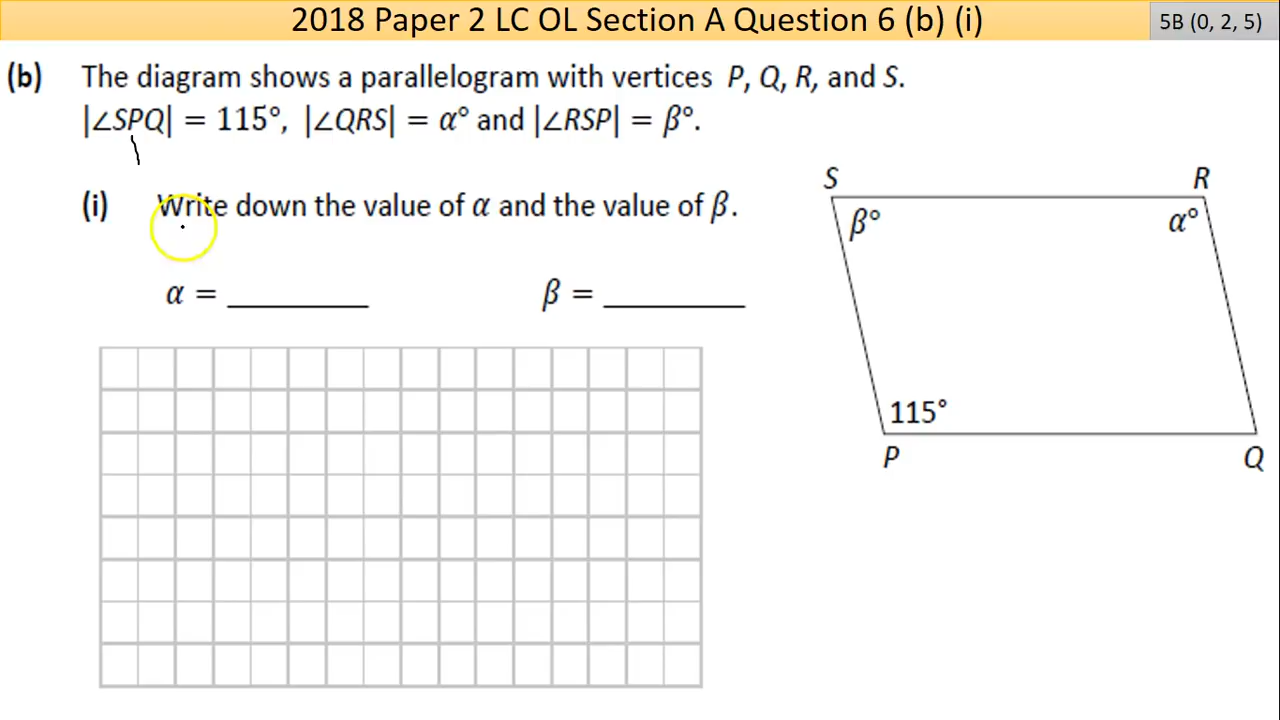 2018 Paper 2 LC OL Section A Question 6 (b) (i)
5B (0, 2, 5)
(b) The diagram shows a parallelogram with vertices P, Q, R, and S.
|∠SPQ| = 115°, |∠QRS| = α° and |∠RSP| = β°.
(i) Write down the value of α and the value of β.
α = ________ β = ________
S R
β° α°
115°
P Q